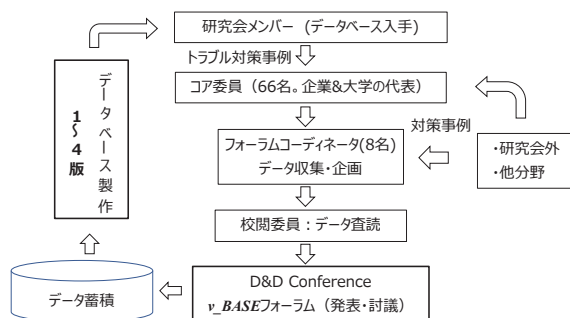 研究会メンバー (データベース入手)
トラブル対策事例
コア委員（66名。企業&大学の代表）
対策事例
フォーラムコーディネータ(8名)
データ収集・企画
・研究会外
・他分野
校閲委員：データ査読
D&D Conference
v_BASEフォーラム（発表・討議）
データ蓄積
データベース製作
1～4版